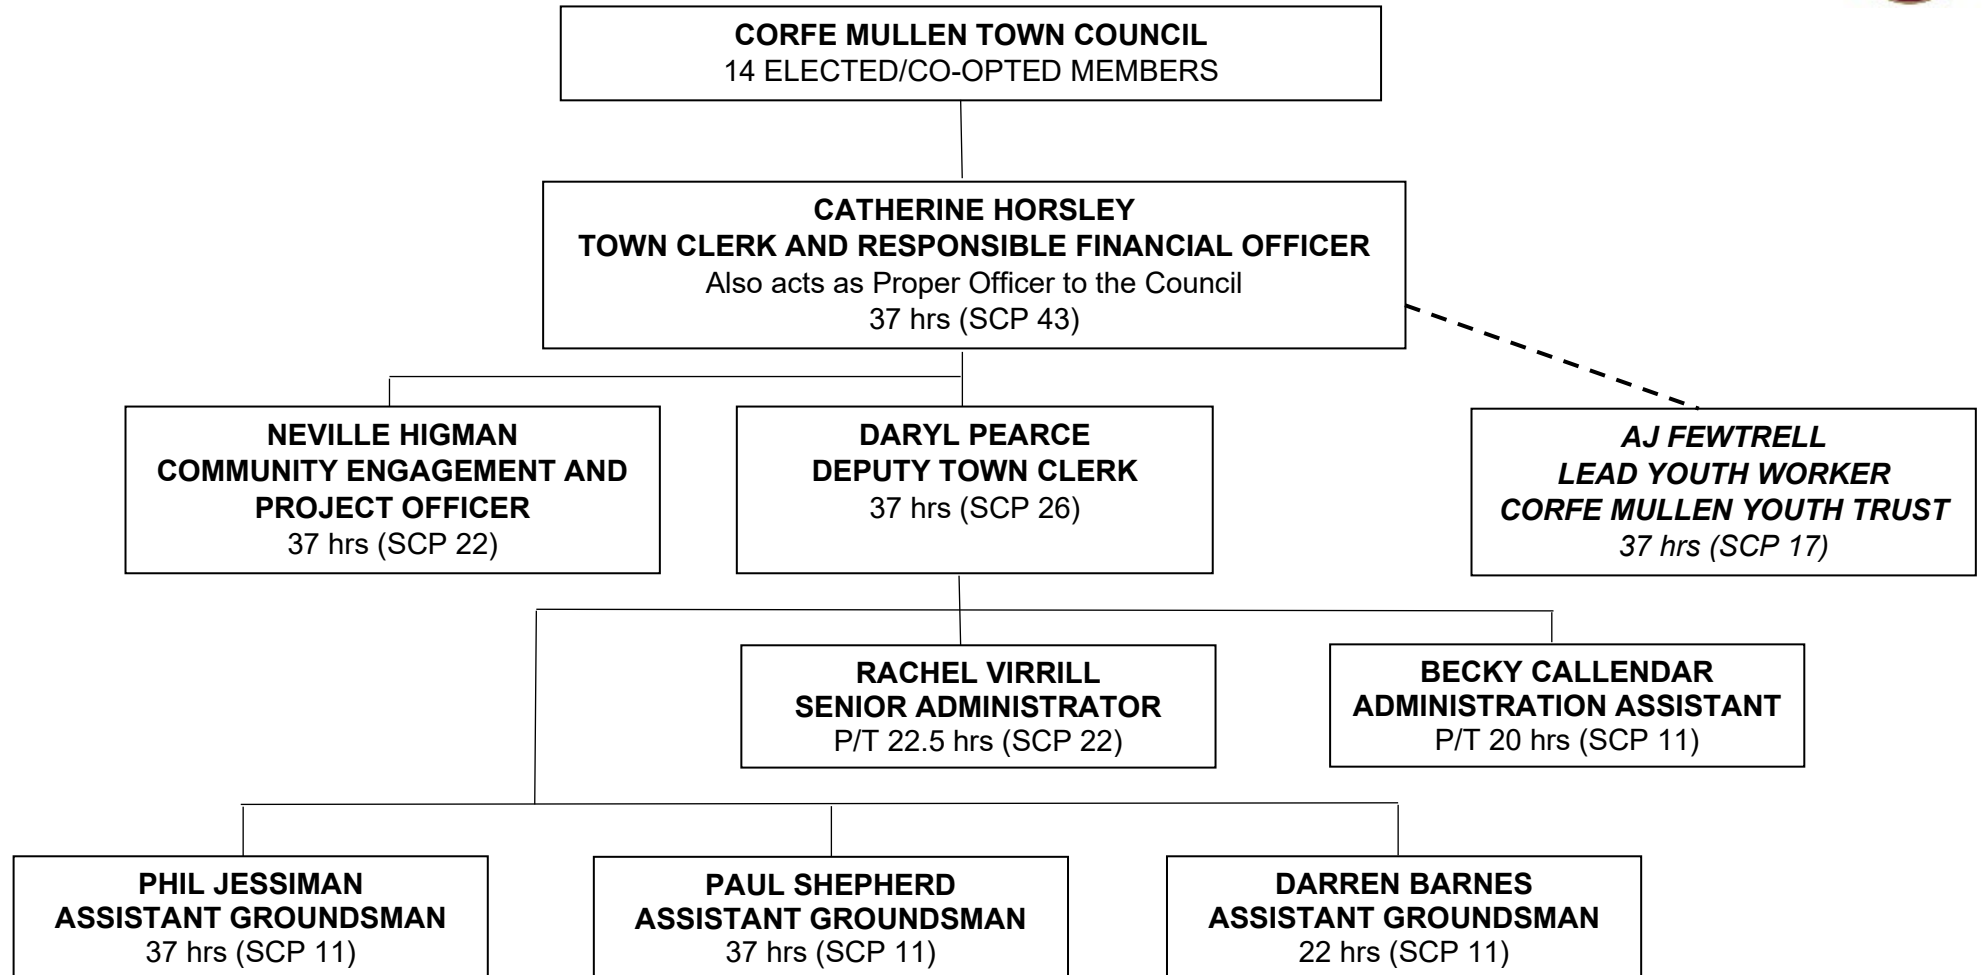 CORFE MULLEN TOWN COUNCIL
14 ELECTED/CO-OPTED MEMBERS
CATHERINE HORSLEY
TOWN CLERK AND RESPONSIBLE FINANCIAL OFFICER
Also acts as Proper Officer to the Council
37 hrs (SCP 43)
NEVILLE HIGMAN
COMMUNITY ENGAGEMENT AND
PROJECT OFFICER
37 hrs (SCP 22)
DARYL PEARCE
DEPUTY TOWN CLERK
37 hrs (SCP 26)
AJ FEWTRELL
LEAD YOUTH WORKER
CORFE MULLEN YOUTH TRUST
37 hrs (SCP 17)
RACHEL VIRRILL
SENIOR ADMINISTRATOR
P/T 22.5 hrs (SCP 22)
BECKY CALLENDAR
ADMINISTRATION ASSISTANT
P/T 20 hrs (SCP 11)
PHIL JESSIMAN
ASSISTANT GROUNDSMAN
37 hrs (SCP 11)
PAUL SHEPHERD
ASSISTANT GROUNDSMAN
37 hrs (SCP 11)
DARREN BARNES
ASSISTANT GROUNDSMAN
22 hrs (SCP 11)